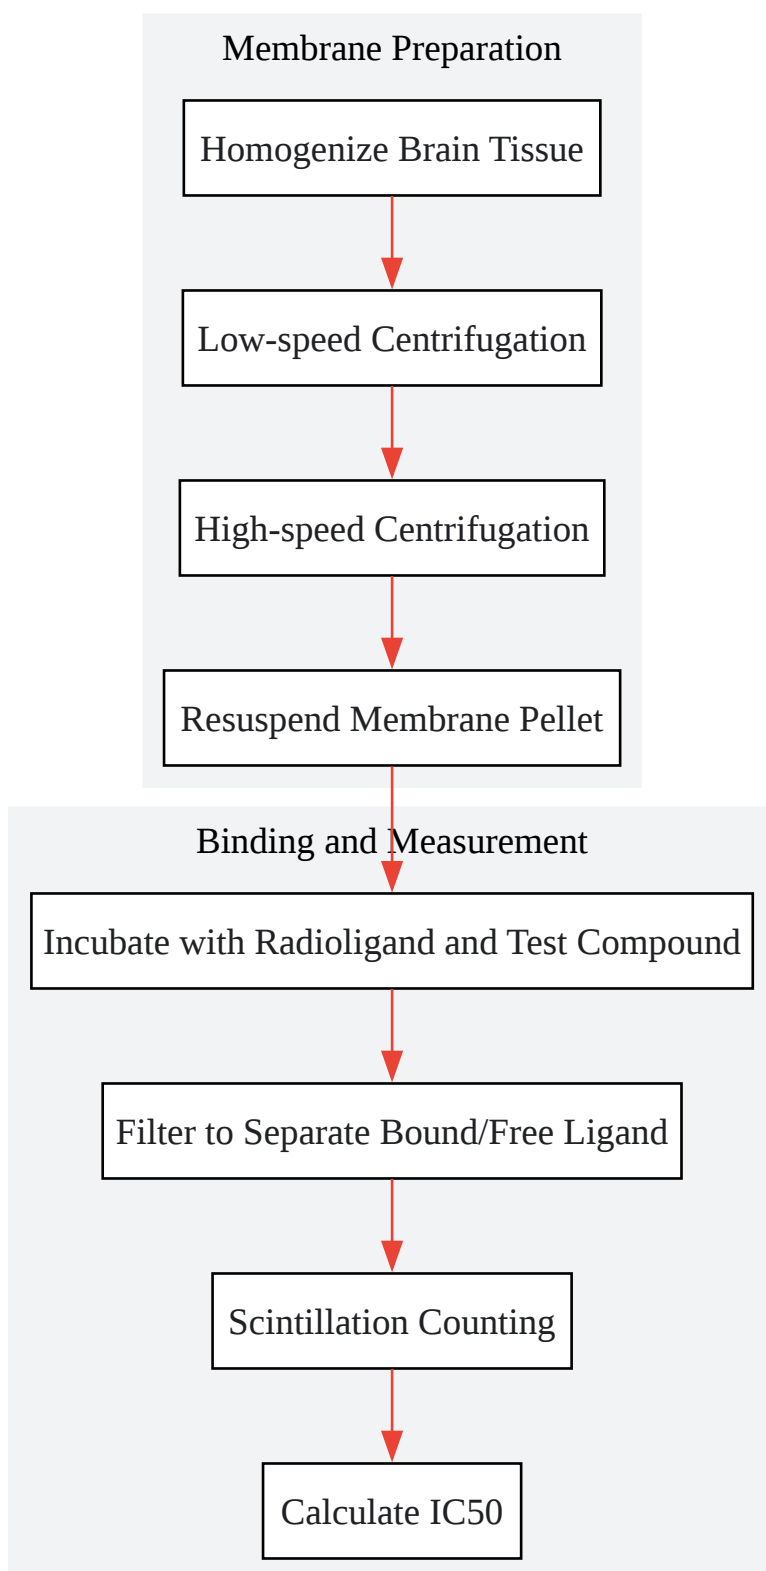 Membrane Preparation
Homogenize Brain Tissue
Low-speed Centrifugation
High-speed Centrifugation
Resuspend Membrane Pellet
Binding and Measurement
Incubate with Radioligand and Test Compound
Filter to Separate Bound/Free Ligand
Scintillation Counting
Calculate IC50